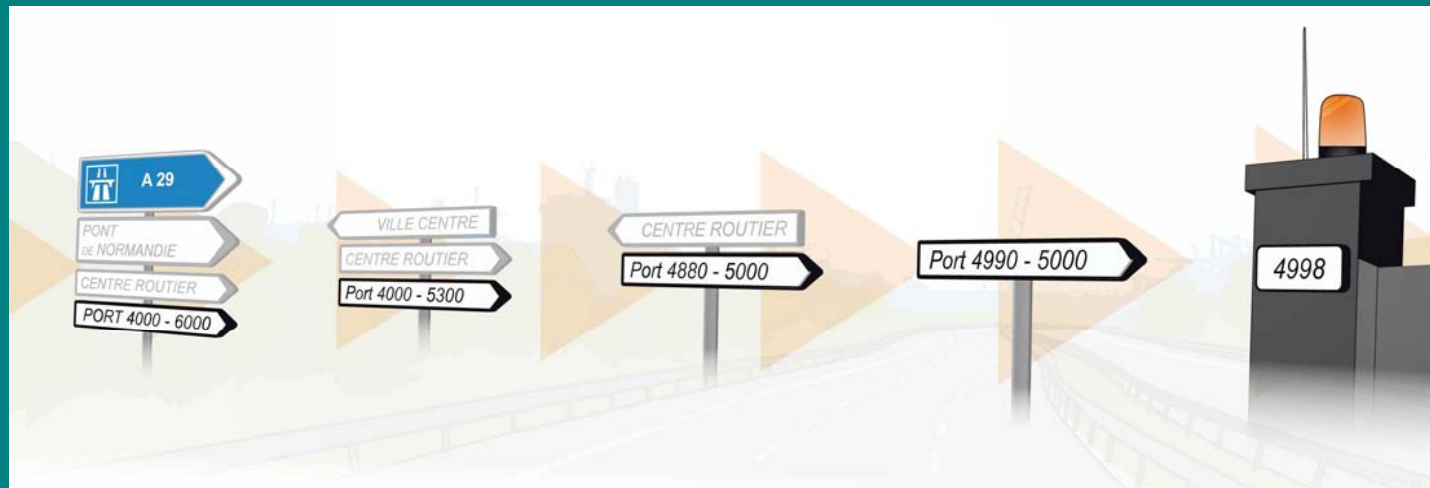 A 29
PONT
DE NORMANDIE
CENTRE ROUTIER
PORT 4000 - 6000
VILLE CENTRE
CENTRE ROUTIER
Port 4000 - 5300
CENTRE ROUTIER
Port 4880 - 5000
Port 4990 - 5000
4998